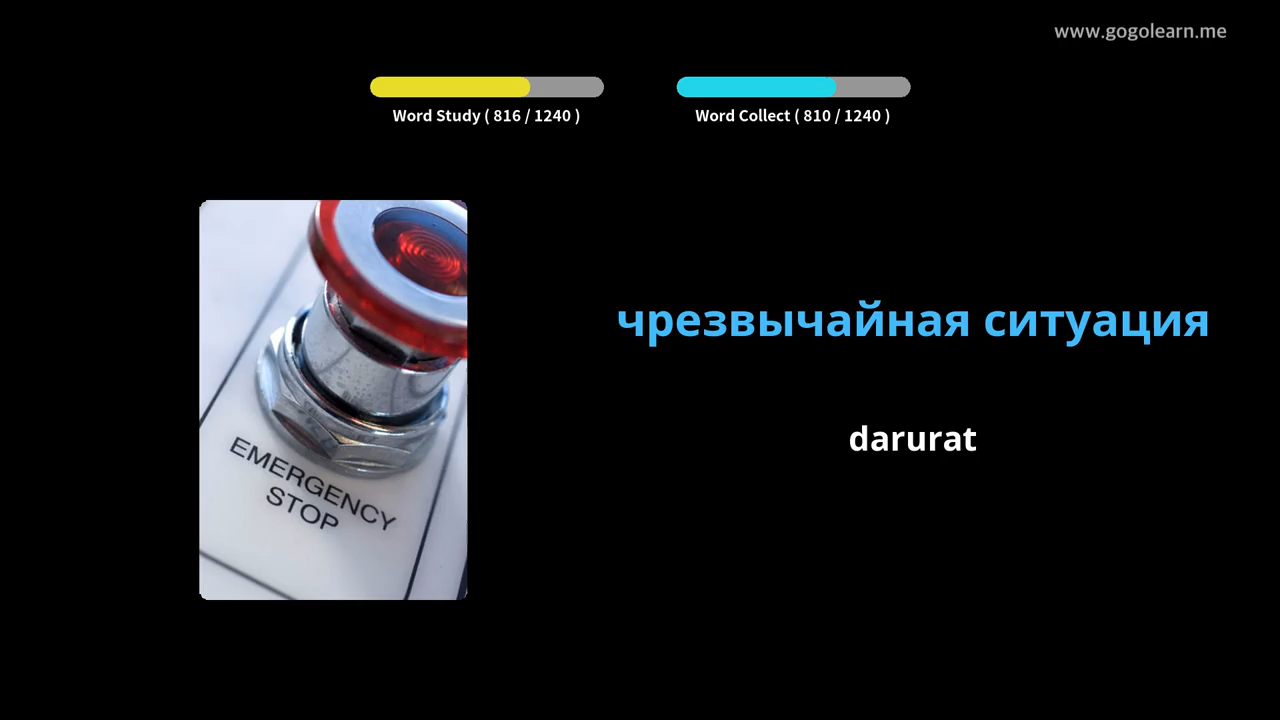 www.gogolearn.me
Word Study ( 816 / 1240 )
Word Collect ( 810 / 1240 )
EMERGENCY
STOP
чрезвычайная ситуация
darurat